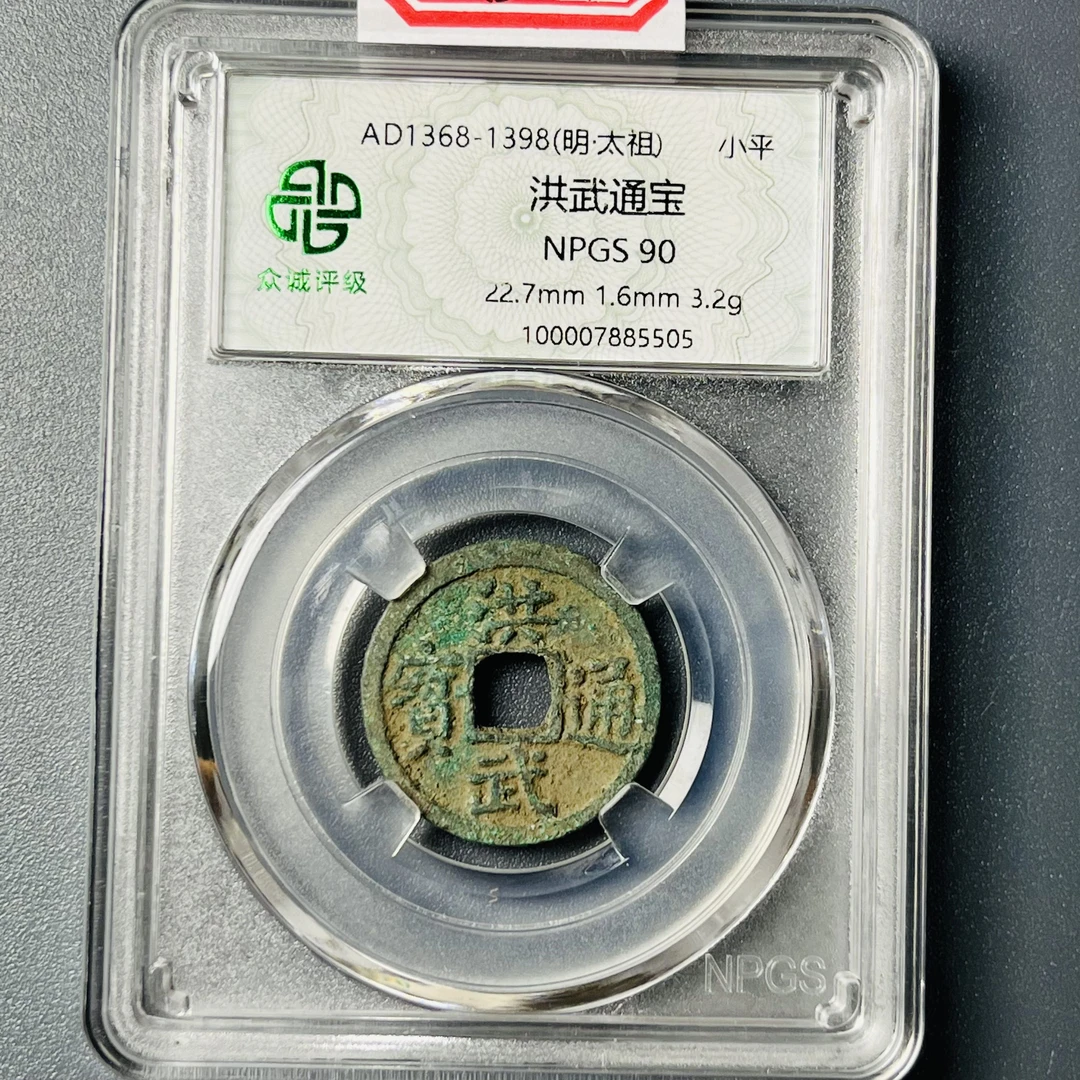 AD1368-1398(明·太祖) 小平
洪武通宝
NPGS 90
22.7mm 1.6mm 3.2g
100007885505
众诚评级
洪武通寳
NPGS